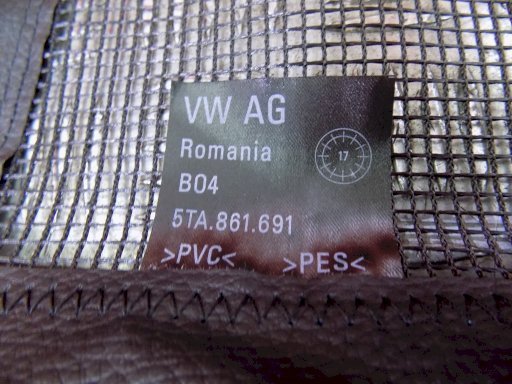 VW AG
Romania
17
B04
5TA.861.691
>PVC< >PES<